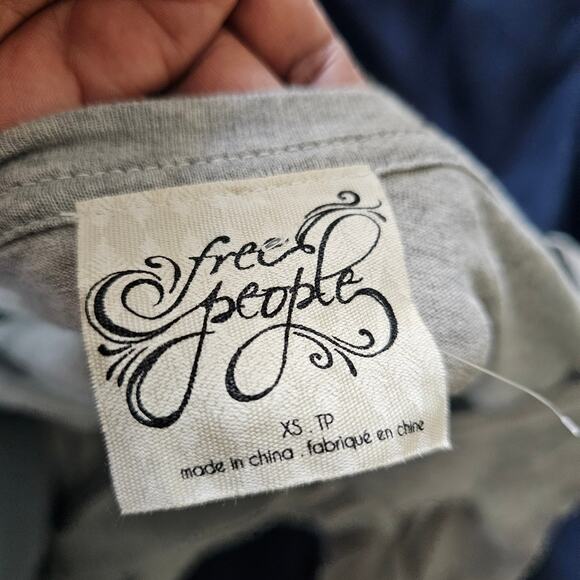 free
people
XS . TP
made in china . fabriqué en chine